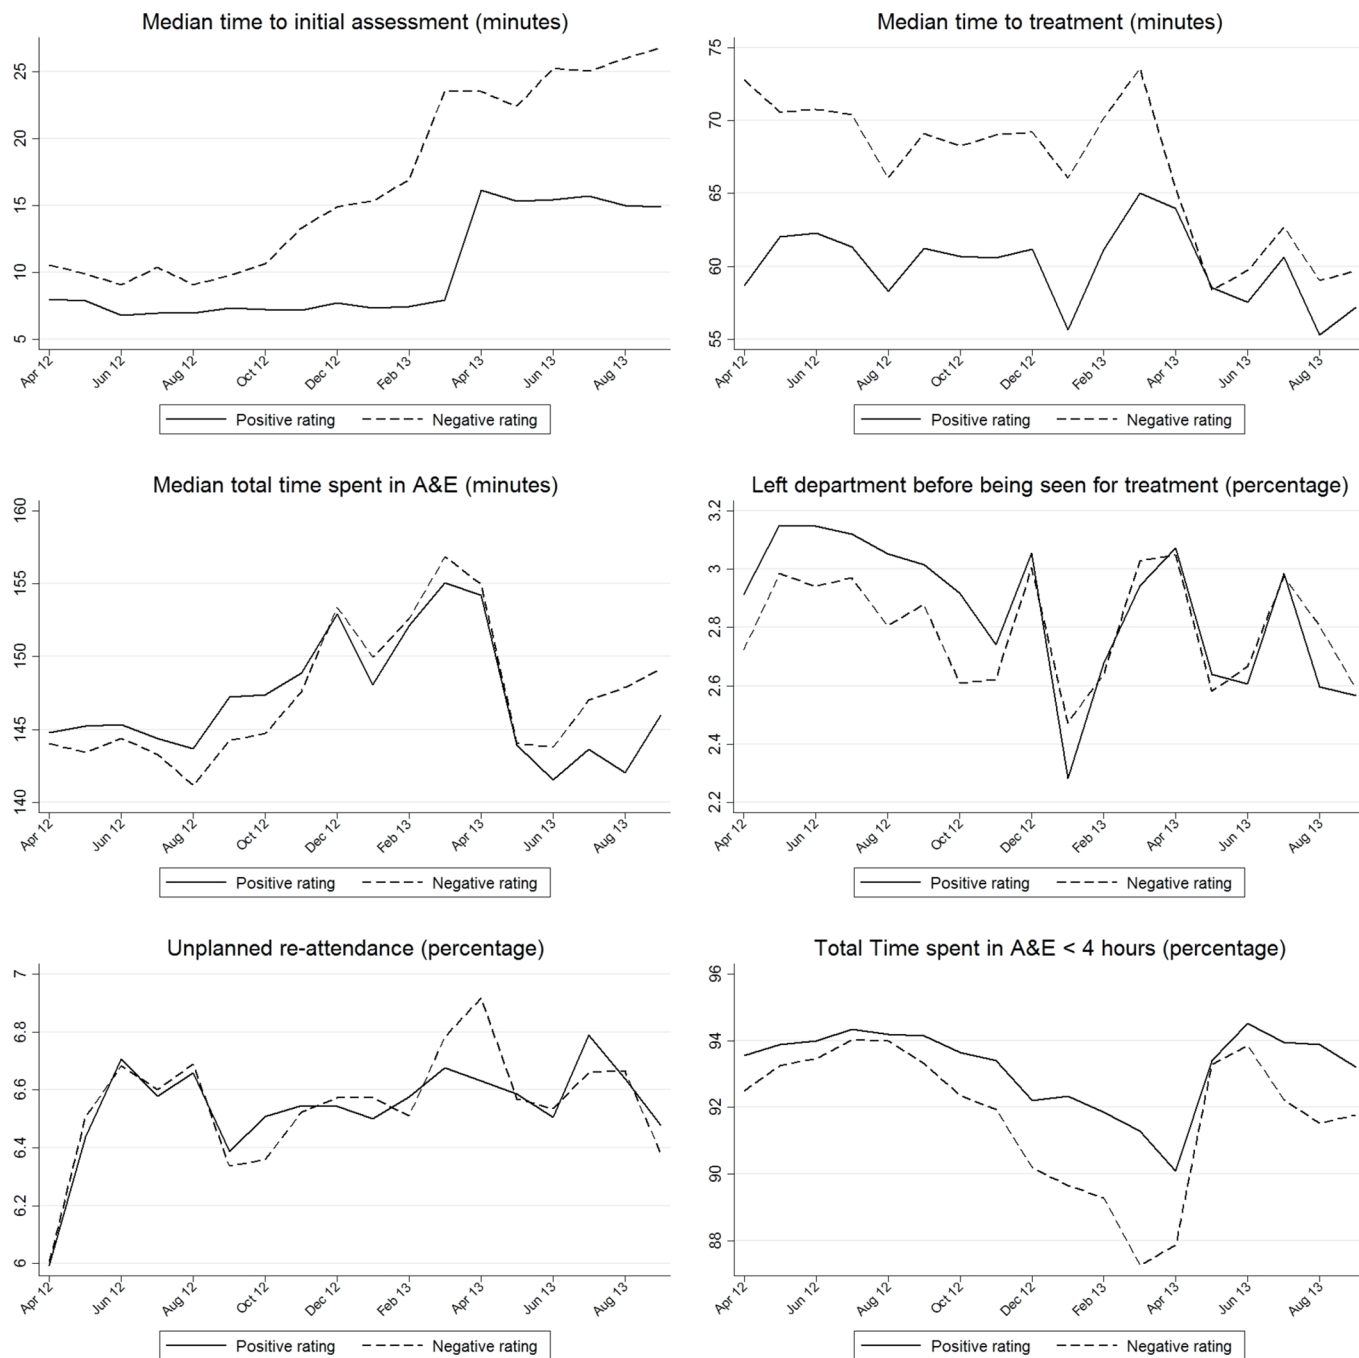 Median time to initial assessment (minutes)
25
20
15
10
5
Apr 12
Jun 12
Aug 12
Oct 12
Dec 12
Feb 13
Apr 13
Jun 13
Aug 13
Positive rating
Negative rating
Median time to treatment (minutes)
75
70
65
60
55
Apr 12
Jun 12
Aug 12
Oct 12
Dec 12
Feb 13
Apr 13
Jun 13
Aug 13
Positive rating
Negative rating
Median total time spent in A&E (minutes)
160
155
150
145
140
Apr 12
Jun 12
Aug 12
Oct 12
Dec 12
Feb 13
Apr 13
Jun 13
Aug 13
Positive rating
Negative rating
Left department before being seen for treatment (percentage)
3.2
3
2.8
2.6
2.4
2.2
Apr 12
Jun 12
Aug 12
Oct 12
Dec 12
Feb 13
Apr 13
Jun 13
Aug 13
Positive rating
Negative rating
Unplanned re-attendance (percentage)
7
6.8
6.6
6.4
6.2
6
Apr 12
Jun 12
Aug 12
Oct 12
Dec 12
Feb 13
Apr 13
Jun 13
Aug 13
Positive rating
Negative rating
Total Time spent in A&E < 4 hours (percentage)
96
94
92
90
88
Apr 12
Jun 12
Aug 12
Oct 12
Dec 12
Feb 13
Apr 13
Jun 13
Aug 13
Positive rating
Negative rating